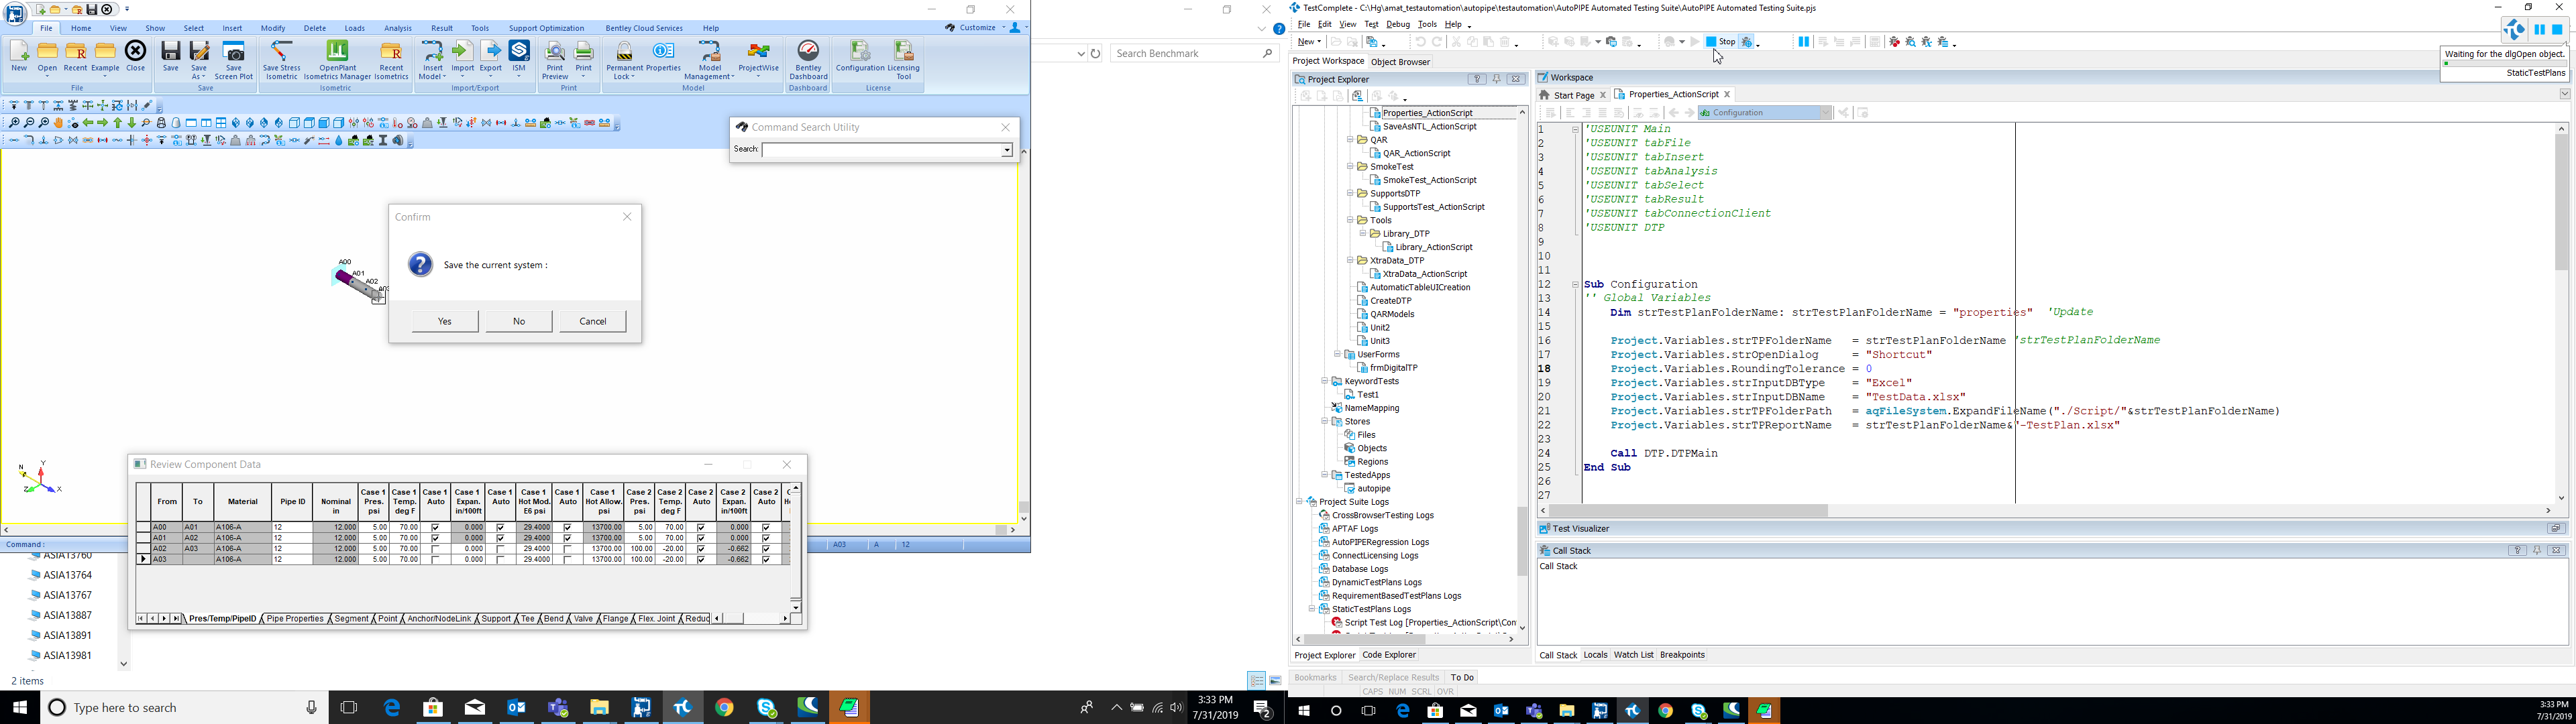 File Home View Show Select Insert Modify Delete Loads Analysis Result Tools Support Optimization Bentley Cloud Services Help Customize
New Open Recent Example Close Save Save As Save Screen Plot Save Stress Isometric OpenPlant Isometrics Manager Recent Isometrics Insert Model Import Export ISM Print Preview Print Permanent Lock Properties Model Management ProjectWise Bentley Dashboard Configuration Licensing Tool
File Save Isometric Import/Export Print Model Dashboard License
Search Benchmark
Command Search Utility
Search:
Confirm
Save the current system :
Yes No Cancel
A00
A01
A02
Y
N
Z X
Review Component Data
From To Material Pipe ID Nominal in Case 1 Pres. psi Case 1 Temp. deg F Case 1 Auto Case 1 Expan. in/100ft Case 1 Auto Case 1 Hot Mod. E6 psi Case 1 Auto Case 1 Hot Allow. psi Case 2 Pres. psi Case 2 Temp. deg F Case 2 Auto Case 2 Expan. in/100ft Case 2 Auto
A00 A01 A106-A 12 12.000 5.00 70.00 0.000 29.4000 13700.00 5.00 70.00 0.000
A01 A02 A106-A 12 12.000 5.00 70.00 0.000 29.4000 13700.00 5.00 70.00 0.000
A02 A03 A106-A 12 12.000 5.00 70.00 0.000 29.4000 13700.00 100.00 -20.00 -0.662
A03 A106-A 12 12.000 5.00 70.00 0.000 29.4000 13700.00 100.00 -20.00 -0.662
Pres/Temp/PipeID Pipe Properties Segment Point Anchor/NodeLink Support Tee Bend Valve Flange Flex. Joint Reduc
Command :
A03 A 12
ASIA13760
ASIA13764
ASIA13767
ASIA13887
ASIA13891
ASIA13981
2 items
Type here to search
3:33 PM
7/31/2019
2
TestComplete - C:\Hg\amat_testautomation\autopipe\testautomation\AutoPIPE Automated Testing Suite\AutoPIPE Automated Testing Suite.pjs
File Edit View Test Debug Tools Help
New Stop
Waiting for the dlgOpen object.
StaticTestPlans
Project Workspace Object Browser
Project Explorer
Properties_ActionScript
SaveAsNTL_ActionScript
QAR
QAR_ActionScript
SmokeTest
SmokeTest_ActionScript
SupportsDTP
SupportsTest_ActionScript
Tools
Library_DTP
Library_ActionScript
XtraData_DTP
XtraData_ActionScript
AutomaticTableUICreation
CreateDTP
QARModels
Unit2
Unit3
UserForms
frmDigitalTP
KeywordTests
Test1
NameMapping
Stores
Files
Objects
Regions
TestedApps
autopipe
Project Suite Logs
CrossBrowserTesting Logs
APTAF Logs
AutoPIPERegression Logs
ConnectLicensing Logs
Database Logs
DynamicTestPlans Logs
RequirementBasedTestPlans Logs
StaticTestPlans Logs
Script Test Log [Properties_ActionScript\Con
Project Explorer Code Explorer
Workspace
Start Page Properties_ActionScript
Configuration
1 'USEUNIT Main
2 'USEUNIT tabFile
3 'USEUNIT tabInsert
4 'USEUNIT tabAnalysis
5 'USEUNIT tabSelect
6 'USEUNIT tabResult
7 'USEUNIT tabConnectionClient
8 'USEUNIT DTP
9
10
11
12 Sub Configuration
13 '' Global Variables
14 Dim strTestPlanFolderName: strTestPlanFolderName = "properties" 'Update
15
16 Project.Variables.strTPFolderName = strTestPlanFolderName 'strTestPlanFolderName
17 Project.Variables.strOpenDialog = "Shortcut"
18 Project.Variables.RoundingTolerance = 0
19 Project.Variables.strInputDBType = "Excel"
20 Project.Variables.strInputDBName = "TestData.xlsx"
21 Project.Variables.strTPFolderPath = aqFileSystem.ExpandFileName("./Script/"&strTestPlanFolderName)
22 Project.Variables.strTPReportName = strTestPlanFolderName&"-TestPlan.xlsx"
23
24 Call DTP.DTPMain
25 End Sub
26
27
Test Visualizer
Call Stack
Call Stack
Call Stack Locals Watch List Breakpoints
Bookmarks Search/Replace Results To Do
CAPS NUM SCRL OVR
3:33 PM
7/31/2019